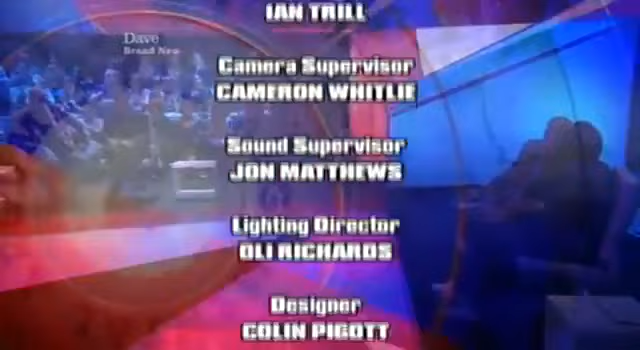 IAN TRILL
Dave
Brand New
Camera Supervisor
CAMERON WHITLIE
Sound Supervisor
JON MATTHEWS
Lighting Director
OLI RICHARDS
Designer
COLIN PIGOTT